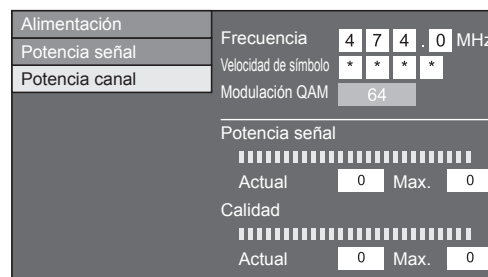 Alimentación
Potencia señal
Potencia canal
Frecuencia 4 7 4 . 0 MHz
Velocidad de símbolo * * * *
Modulación QAM 64
Potencia señal
Actual 0 Max. 0
Calidad
Actual 0 Max. 0